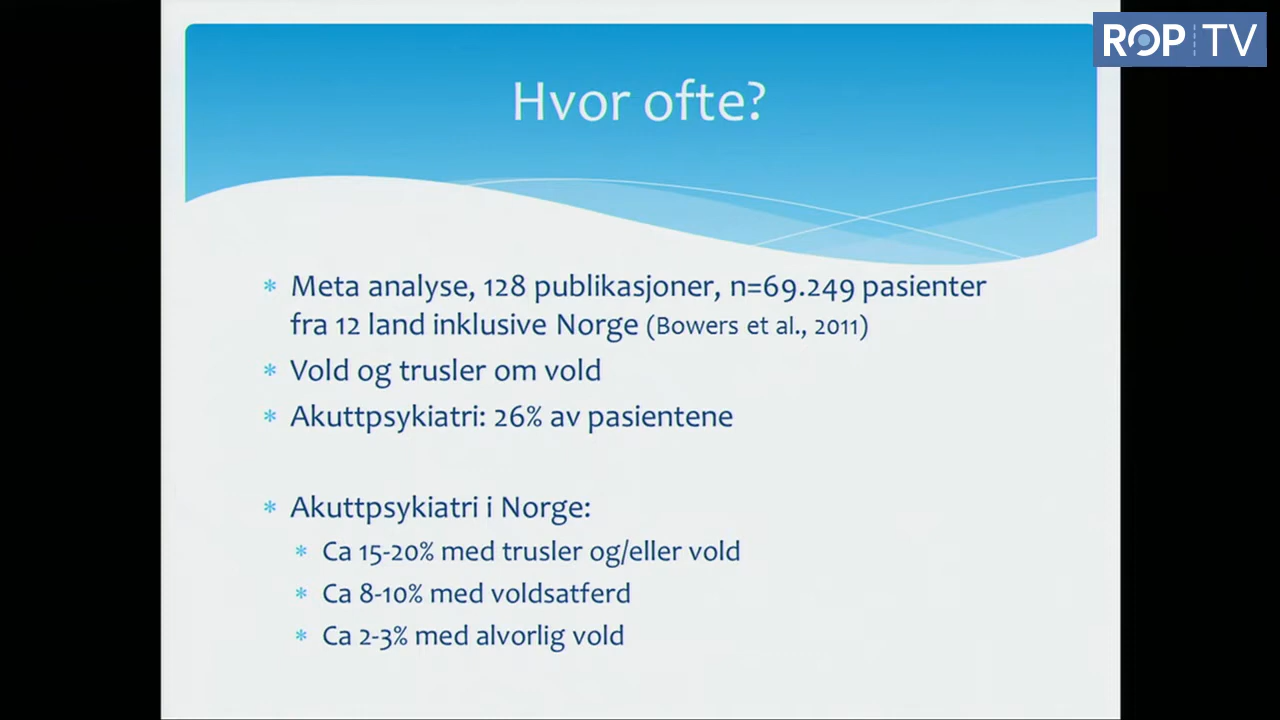 ROP TV
Hvor ofte?
* Meta analyse, 128 publikasjoner, n=69.249 pasienter
fra 12 land inklusive Norge (Bowers et al., 2011)
* Vold og trusler om vold
* Akuttpsykiatri: 26% av pasientene
* Akuttpsykiatri i Norge:
* Ca 15-20% med trusler og/eller vold
* Ca 8-10% med voldsatferd
* Ca 2-3% med alvorlig vold